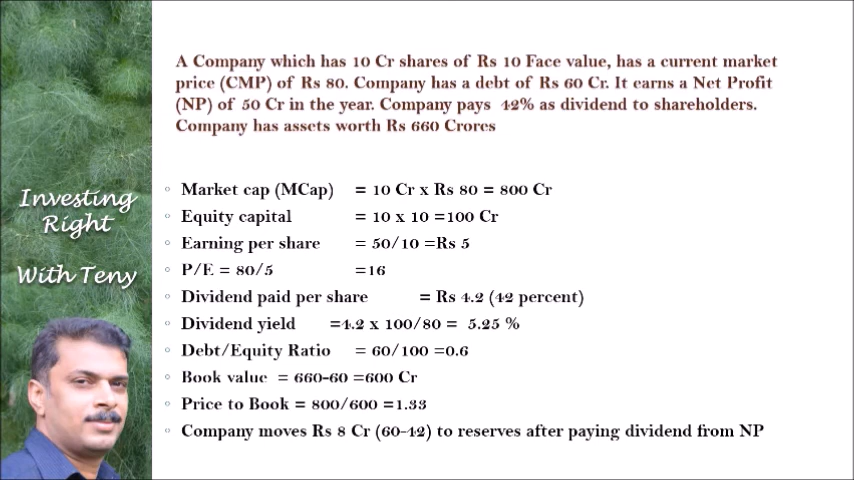 A Company which has 10 Cr shares of Rs 10 Face value, has a current market
price (CMP) of Rs 80. Company has a debt of Rs 60 Cr. It earns a Net Profit
(NP) of 50 Cr in the year. Company pays 42% as dividend to shareholders.
Company has assets worth Rs 660 Crores
Investing
Right
With Teny
Market cap (MCap) = 10 Cr x Rs 80 = 800 Cr
Equity capital = 10 x 10 =100 Cr
Earning per share = 50/10 =Rs 5
P/E = 80/5 =16
Dividend paid per share = Rs 4.2 (42 percent)
Dividend yield =4.2 x 100/80 = 5.25 %
Debt/Equity Ratio = 60/100 =0.6
Book value = 660-60 =600 Cr
Price to Book = 800/600 =1.33
Company moves Rs 8 Cr (60-42) to reserves after paying dividend from NP